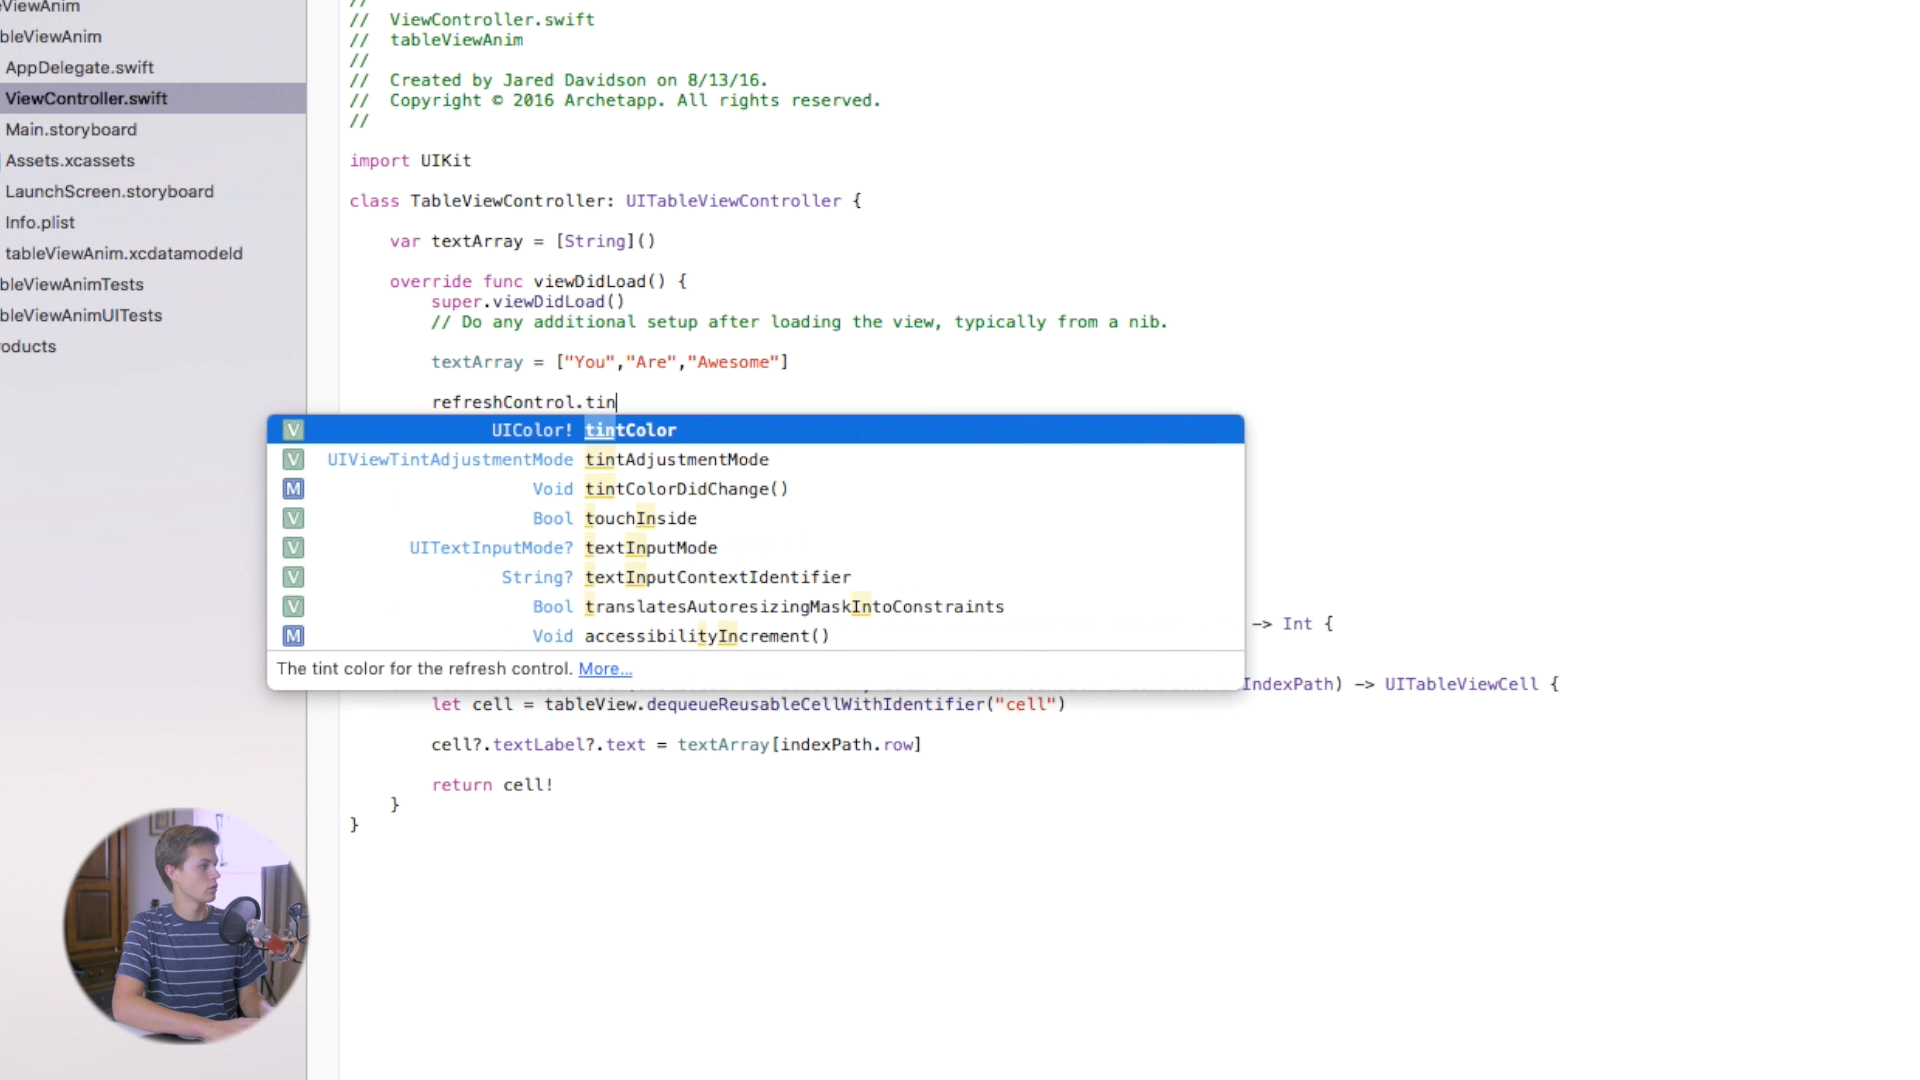 eViewAnim
bleViewAnim
AppDelegate.swift
ViewController.swift
Main.storyboard
Assets.xcassets
LaunchScreen.storyboard
Info.plist
tableViewAnim.xcdatamodeld
bleViewAnimTests
bleViewAnimUITests
oducts
//
//  ViewController.swift
//  tableViewAnim
//
//  Created by Jared Davidson on 8/13/16.
//  Copyright © 2016 Archetapp. All rights reserved.
//
import UIKit
class TableViewController: UITableViewController {
var textArray = [String]()
override func viewDidLoad() {
super.viewDidLoad()
// Do any additional setup after loading the view, typically from a nib.
textArray = ["You","Are","Awesome"]
refreshControl.tin
V UIColor! tintColor
V UIViewTintAdjustmentMode tintAdjustmentMode
M Void tintColorDidChange()
V Bool touchInside
V UITextInputMode? textInputMode
V String? textInputContextIdentifier
V Bool translatesAutoresizingMaskIntoConstraints
M Void accessibilityIncrement()
The tint color for the refresh control. More...
-> Int {
IndexPath) -> UITableViewCell {
let cell = tableView.dequeueReusableCellWithIdentifier("cell")
cell?.textLabel?.text = textArray[indexPath.row]
return cell!
}
}